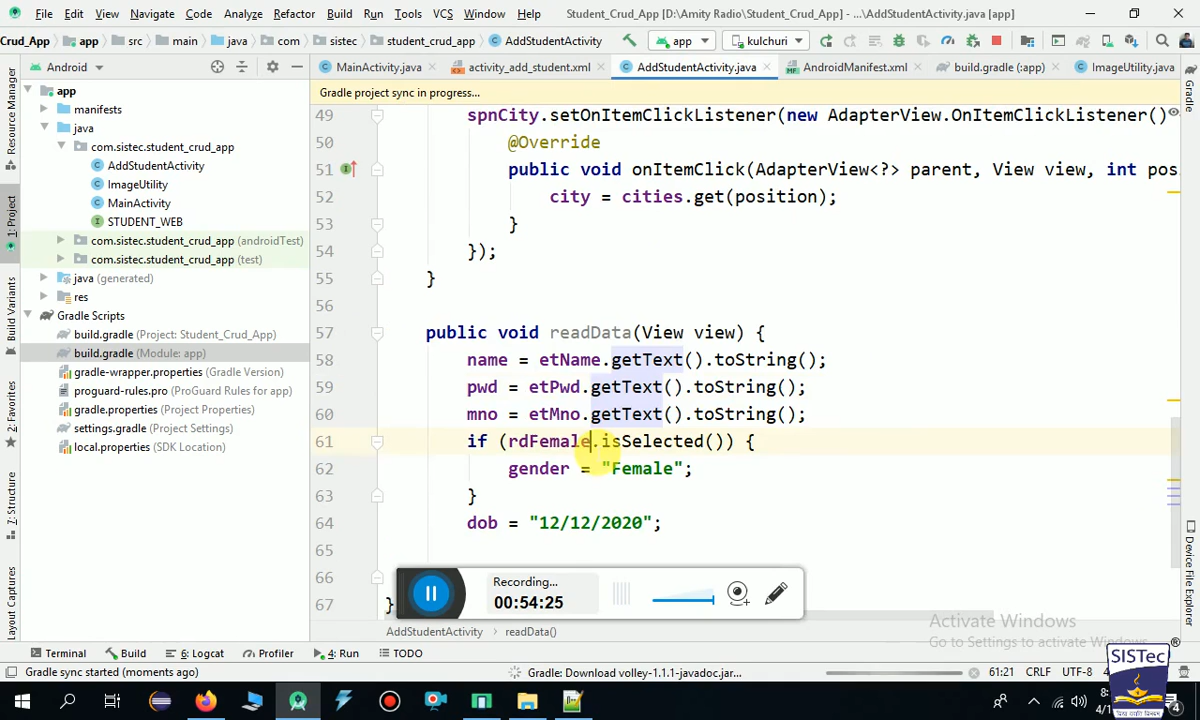 File Edit View Navigate Code Analyze Refactor Build Run Tools VCS Window Help Student_Crud_App [D:\Amity Radio\Student_Crud_App] - ...\AddStudentActivity.java [app]
Crud_App app src main java com sistec student_crud_app AddStudentActivity app kulchuri
Android MainActivity.java activity_add_student.xml AddStudentActivity.java AndroidManifest.xml build.gradle (:app) ImageUtility.java
Gradle project sync in progress...
Resource Manager
1: Project
Build Variants
2: Favorites
Z: Structure
Layout Captures
app
manifests
java
com.sistec.student_crud_app
AddStudentActivity
ImageUtility
MainActivity
STUDENT_WEB
com.sistec.student_crud_app (androidTest)
com.sistec.student_crud_app (test)
java (generated)
res
Gradle Scripts
build.gradle (Project: Student_Crud_App)
build.gradle (Module: app)
gradle-wrapper.properties (Gradle Version)
proguard-rules.pro (ProGuard Rules for app)
gradle.properties (Project Properties)
settings.gradle (Project Settings)
local.properties (SDK Location)
49 spnCity.setOnItemClickListener(new AdapterView.OnItemClickListener()
50 @Override
51 public void onItemClick(AdapterView<?> parent, View view, int pos
52 city = cities.get(position);
53 }
54 });
55 }
56
57 public void readData(View view) {
58 name = etName.getText().toString();
59 pwd = etPwd.getText().toString();
60 mno = etMno.getText().toString();
61 if (rdFemale.isSelected()) {
62 gender = "Female";
63 }
64 dob = "12/12/2020";
65
66
67 }
Gradle
Device File Explorer
Recording...
00:54:25
Activate Windows
Go to Settings to activate Windows.
AddStudentActivity readData()
Terminal Build 6: Logcat Profiler 4: Run TODO
Gradle sync started (moments ago) Gradle: Download volley-1.1.1-javadoc.jar... 61:21 CRLF UTF-8
SISTec